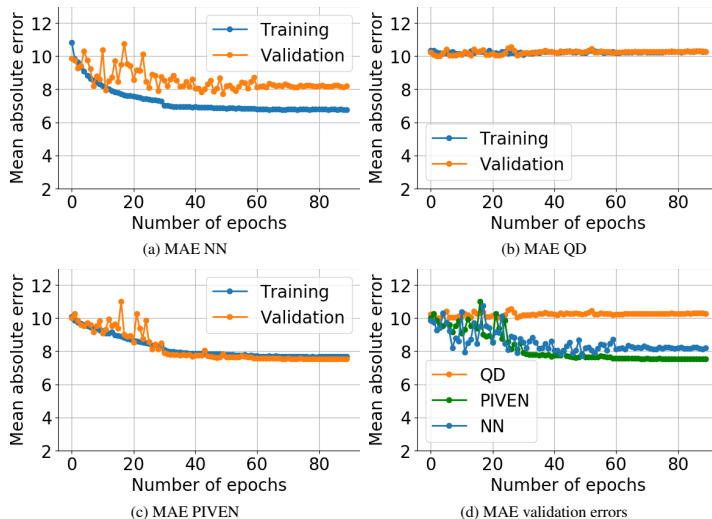 Mean absolute error
12
10
8
6
4
2
Training
Validation
0 20 40 60 80
Number of epochs
(a) MAE NN
Mean absolute error
12
10
8
6
4
2
Training
Validation
0 20 40 60 80
Number of epochs
(b) MAE QD
Mean absolute error
12
10
8
6
4
2
Training
Validation
0 20 40 60 80
Number of epochs
(c) MAE PIVEN
Mean absolute error
12
10
8
6
4
2
QD
PIVEN
NN
0 20 40 60 80
Number of epochs
(d) MAE validation errors